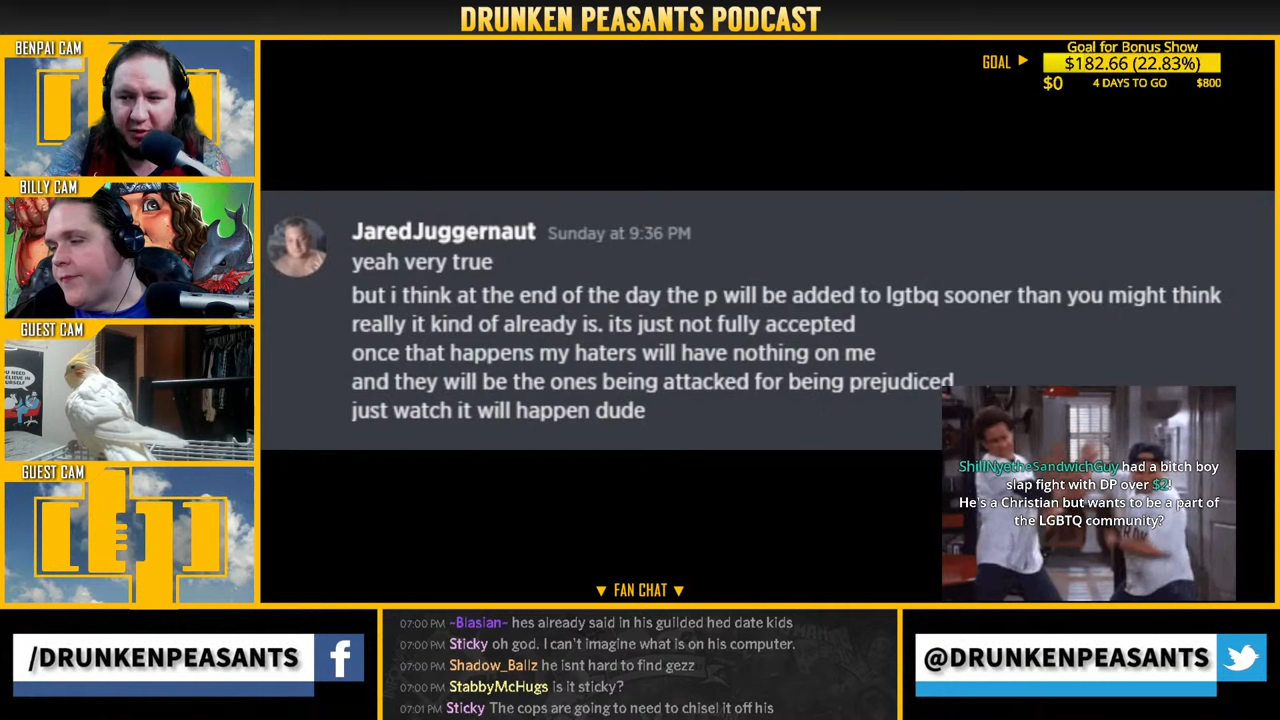 DRUNKEN PEASANTS PODCAST
BENPAI CAM
BILLY CAM
GUEST CAM
YOU NEED
BELIEVE IN
YOURSELF
GUEST CAM
GOAL
Goal for Bonus Show
$182.66 (22.83%)
$0 4 DAYS TO GO $800
JaredJuggernaut Sunday at 9:36 PM
yeah very true
but i think at the end of the day the p will be added to lgtbq sooner than you might think
really it kind of already is. its just not fully accepted
once that happens my haters will have nothing on me
and they will be the ones being attacked for being prejudiced
just watch it will happen dude
ShillNyetheSandwichGuy had a bitch boy
slap fight with DP over $2!
He's a Christian but wants to be a part of
the LGBTQ community?
▼ FAN CHAT ▼
07:00 PM -Blasian- hes already said in his guilded hed date kids
07:00 PM Sticky oh god. I can't imagine what is on his computer.
07:00 PM Shadow_Ballz he isnt hard to find gezz
07:00 PM StabbyMcHugs is it sticky?
07:01 PM Sticky The cops are going to need to chisel it off his
/DRUNKENPEASANTS
@DRUNKENPEASANTS